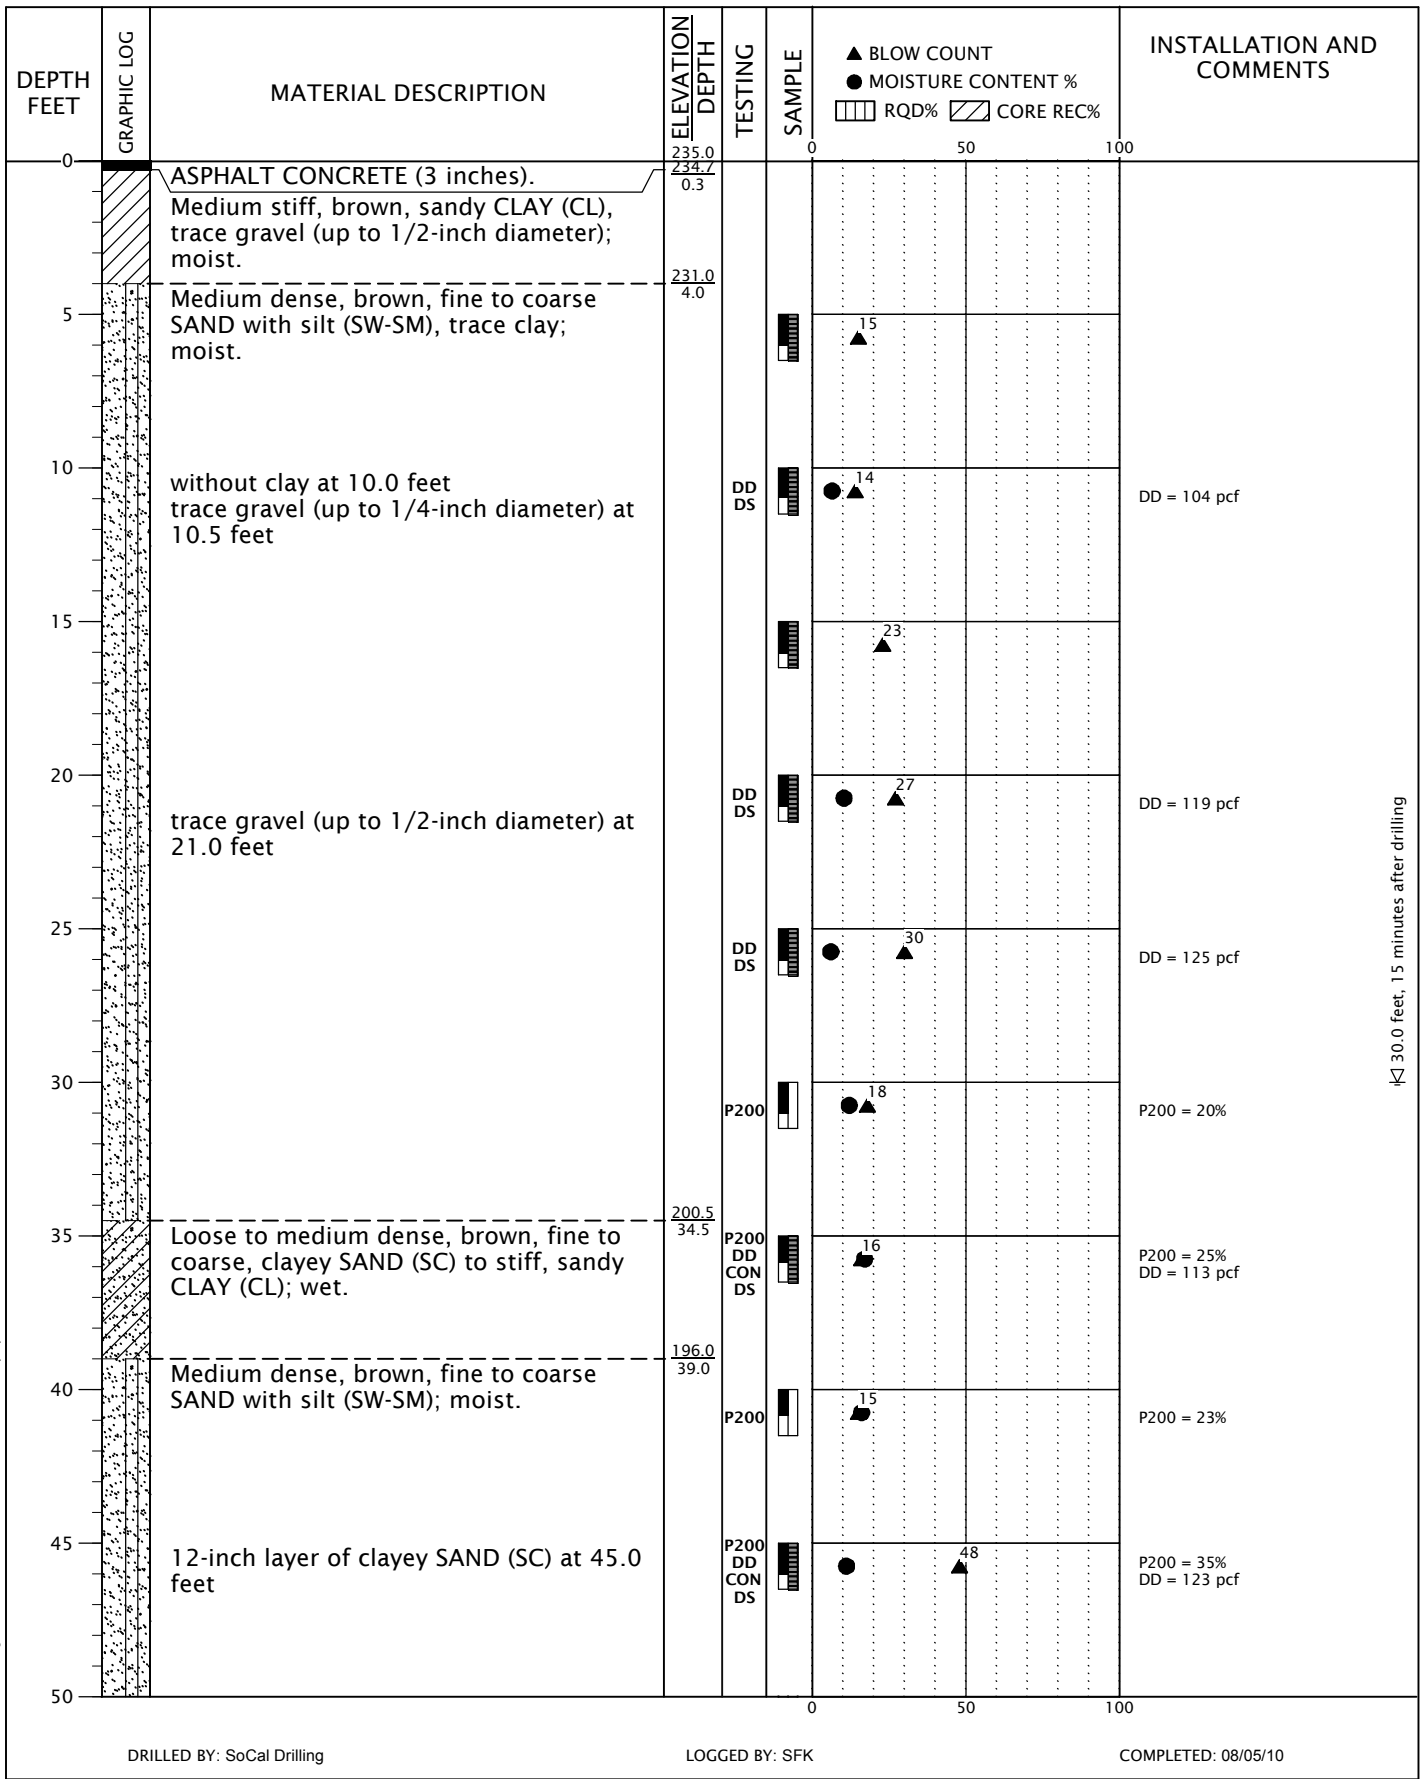 DEPTH
FEET
GRAPHIC LOG
MATERIAL DESCRIPTION
ELEVATION
DEPTH
TESTING
SAMPLE
▲ BLOW COUNT
● MOISTURE CONTENT %
RQD% CORE REC%
INSTALLATION AND
COMMENTS
0 50 100
0
235.0
234.7
0.3
ASPHALT CONCRETE (3 inches).
Medium stiff, brown, sandy CLAY (CL),
trace gravel (up to 1/2-inch diameter);
moist.
231.0
4.0
Medium dense, brown, fine to coarse
SAND with silt (SW-SM), trace clay;
moist.
5
15
10
without clay at 10.0 feet
trace gravel (up to 1/4-inch diameter) at
10.5 feet
DD
DS
14
DD = 104 pcf
15
23
20
DD
DS
27
DD = 119 pcf
trace gravel (up to 1/2-inch diameter) at
21.0 feet
25
DD
DS
30
DD = 125 pcf
30.0 feet, 15 minutes after drilling
30
P200
18
P200 = 20%
200.5
34.5
35
Loose to medium dense, brown, fine to
coarse, clayey SAND (SC) to stiff, sandy
CLAY (CL); wet.
P200
DD
CON
DS
16
P200 = 25%
DD = 113 pcf
196.0
39.0
Medium dense, brown, fine to coarse
SAND with silt (SW-SM); moist.
40
P200
15
P200 = 23%
45
12-inch layer of clayey SAND (SC) at 45.0
feet
P200
DD
CON
DS
48
P200 = 35%
DD = 123 pcf
50
0 50 100
DRILLED BY: SoCal Drilling
LOGGED BY: SFK
COMPLETED: 08/05/10